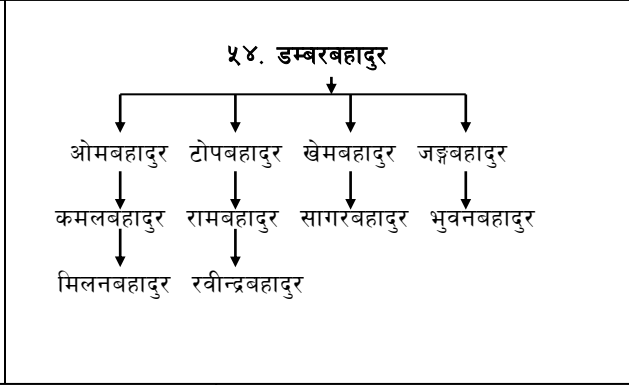 ५४. डम्बरबहादुर
ओमबहादुर टोपबहादुर खेमबहादुर जङ्गबहादुर
कमलबहादुर रामबहादुर सागरबहादुर भुवनबहादुर
मिलनबहादुर रवीन्द्रबहादुर